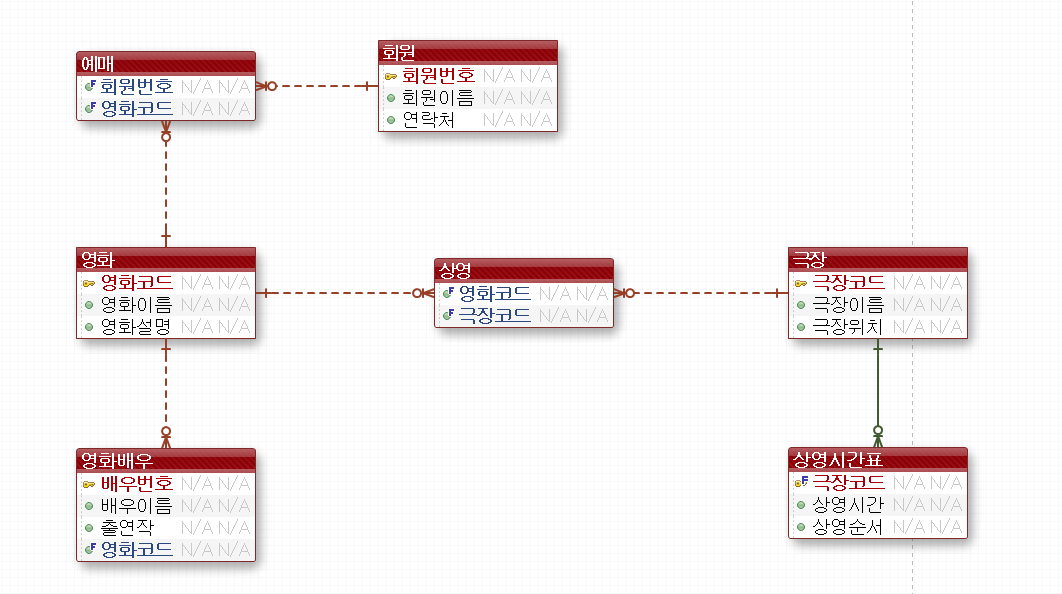 예매
회원번호 N/A N/A
영화코드 N/A N/A
회원
회원번호 N/A N/A
회원이름 N/A N/A
연락처 N/A N/A
영화
영화코드 N/A N/A
영화이름 N/A N/A
영화설명 N/A N/A
상영
영화코드 N/A N/A
극장코드 N/A N/A
극장
극장코드 N/A N/A
극장이름 N/A N/A
극장위치 N/A N/A
영화배우
배우번호 N/A N/A
배우이름 N/A N/A
출연작 N/A N/A
영화코드 N/A N/A
상영시간표
극장코드 N/A N/A
상영시간 N/A N/A
상영순서 N/A N/A